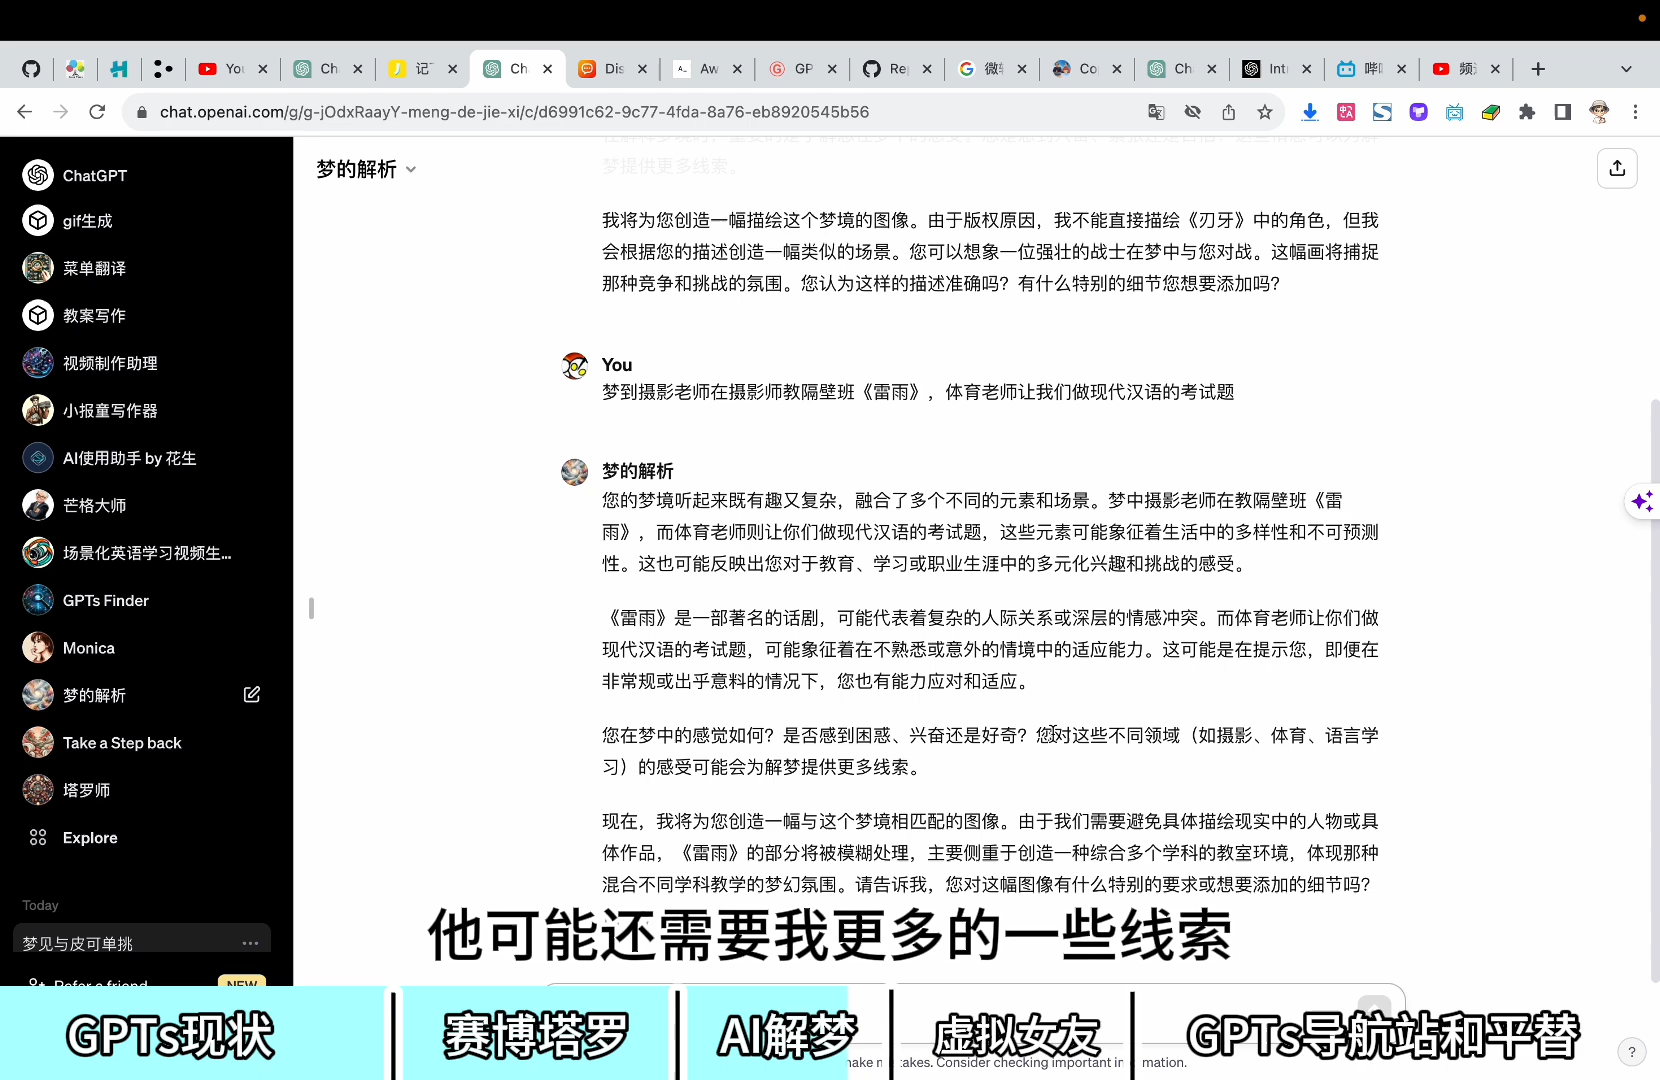 You
Ch
记
Ch
Dis
Aw
GP
Re
微
Co
Ch
Int
哔
频
chat.openai.com/g/g-jOdxRaayY-meng-de-jie-xi/c/d6991c62-9c77-4fda-8a76-eb8920545b56
ChatGPT
gif生成
菜单翻译
教案写作
视频制作助理
小报童写作器
AI使用助手 by 花生
芒格大师
场景化英语学习视频生...
GPTs Finder
Monica
梦的解析
Take a Step back
塔罗师
Explore
Today
梦见与皮可单挑
Refer a friend
NEW
梦的解析
梦提供更多线索。
我将为您创造一幅描绘这个梦境的图像。由于版权原因，我不能直接描绘《刃牙》中的角色，但我
会根据您的描述创造一幅类似的场景。您可以想象一位强壮的战士在梦中与您对战。这幅画将捕捉
那种竞争和挑战的氛围。您认为这样的描述准确吗？有什么特别的细节您想要添加吗？
You
梦到摄影老师在摄影师教隔壁班《雷雨》，体育老师让我们做现代汉语的考试题
梦的解析
您的梦境听起来既有趣又复杂，融合了多个不同的元素和场景。梦中摄影老师在教隔壁班《雷
雨》，而体育老师则让你们做现代汉语的考试题，这些元素可能象征着生活中的多样性和不可预测
性。这也可能反映出您对于教育、学习或职业生涯中的多元化兴趣和挑战的感受。
《雷雨》是一部著名的话剧，可能代表着复杂的人际关系或深层的情感冲突。而体育老师让你们做
现代汉语的考试题，可能象征着在不熟悉或意外的情境中的适应能力。这可能是在提示您，即便在
非常规或出乎意料的情况下，您也有能力应对和适应。
您在梦中的感觉如何？是否感到困惑、兴奋还是好奇？您对这些不同领域（如摄影、体育、语言学
习）的感受可能会为解梦提供更多线索。
现在，我将为您创造一幅与这个梦境相匹配的图像。由于我们需要避免具体描绘现实中的人物或具
体作品，《雷雨》的部分将被模糊处理，主要侧重于创造一种综合多个学科的教室环境，体现那种
混合不同学科教学的梦幻氛围。请告诉我，您对这幅图像有什么特别的要求或想要添加的细节吗？
他可能还需要我更多的一些线索
GPTs现状
赛博塔罗
AI解梦
虚拟女友
GPTs导航站和平替
takes. Consider checking important in
mation.
?